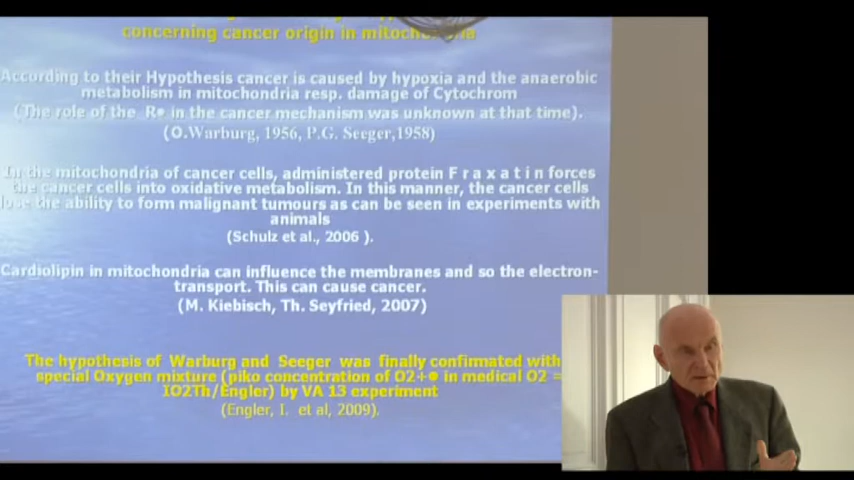 concerning cancer origin in mitochondria
According to their Hypothesis cancer is caused by hypoxia and the anaerobic
metabolism in mitochondria resp. damage of Cytochrom
(The role of the R● in the cancer mechanism was unknown at that time).
(O.Warburg, 1956, P.G. Seeger,1958)
In the mitochondria of cancer cells, administered protein F r a x a t i n forces
the cancer cells into oxidative metabolism. In this manner, the cancer cells
lose the ability to form malignant tumours as can be seen in experiments with
animals
(Schulz et al., 2006 ).
Cardiolipin in mitochondria can influence the membranes and so the electron-
transport. This can cause cancer.
(M. Kiebisch, Th. Seyfried, 2007)
The hypothesis of Warburg and Seeger was finally confirmated with
special Oxygen mixture (piko concentration of O2+● in medical O2 =
IO2Th/Engler) by VA 13 experiment
(Engler, I. et al, 2009).